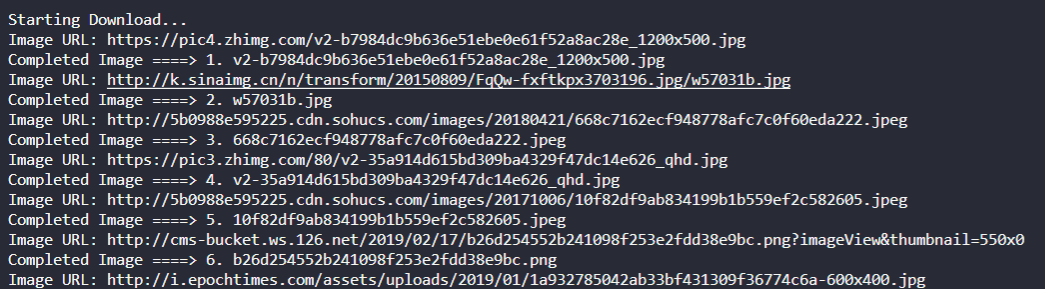 Starting Download...
Image URL: https://pic4.zhimg.com/v2-b7984dc9b636e51ebe0e61f52a8ac28e_1200x500.jpg
Completed Image ====> 1. v2-b7984dc9b636e51ebe0e61f52a8ac28e_1200x500.jpg
Image URL: http://k.sinaimg.cn/n/transform/20150809/FqQw-fxftkpx3703196.jpg/w57031b.jpg
Completed Image ====> 2. w57031b.jpg
Image URL: http://5b0988e595225.cdn.sohucs.com/images/20180421/668c7162ecf948778afc7c0f60eda222.jpeg
Completed Image ====> 3. 668c7162ecf948778afc7c0f60eda222.jpeg
Image URL: https://pic3.zhimg.com/80/v2-35a914d615bd309ba4329f47dc14e626_qhd.jpg
Completed Image ====> 4. v2-35a914d615bd309ba4329f47dc14e626_qhd.jpg
Image URL: http://5b0988e595225.cdn.sohucs.com/images/20171006/10f82df9ab834199b1b559ef2c582605.jpeg
Completed Image ====> 5. 10f82df9ab834199b1b559ef2c582605.jpeg
Image URL: http://cms-bucket.ws.126.net/2019/02/17/b26d254552b241098f253e2fdd38e9bc.png?imageView&thumbnail=550x0
Completed Image ====> 6. b26d254552b241098f253e2fdd38e9bc.png
Image URL: http://i.epochtimes.com/assets/uploads/2019/01/1a932785042ab33bf431309f36774c6a-600x400.jpg